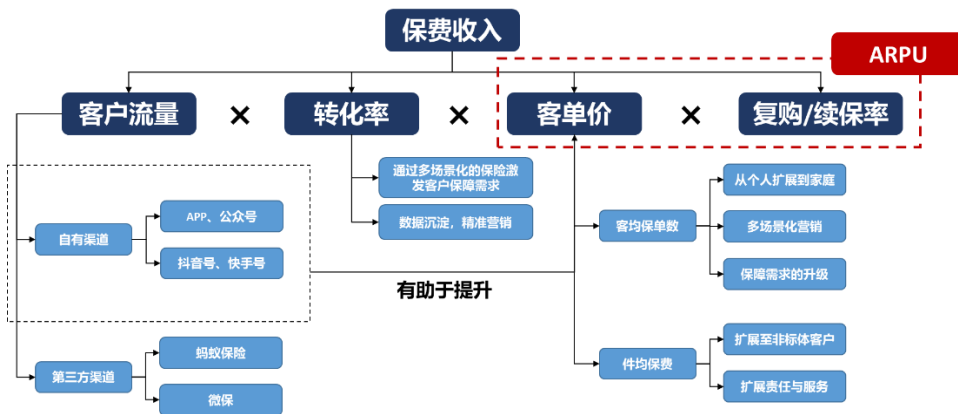 保费收入
ARPU
客户流量 × 转化率 × 客单价 × 复购/续保率
通过多场景化的保险激
发客户保障需求
数据沉淀，精准营销
自有渠道
APP、公众号
抖音号、快手号
有助于提升
第三方渠道
蚂蚁保险
微保
客均保单数
从个人扩展到家庭
多场景化营销
保障需求的升级
件均保费
扩展至非标体客户
扩展责任与服务